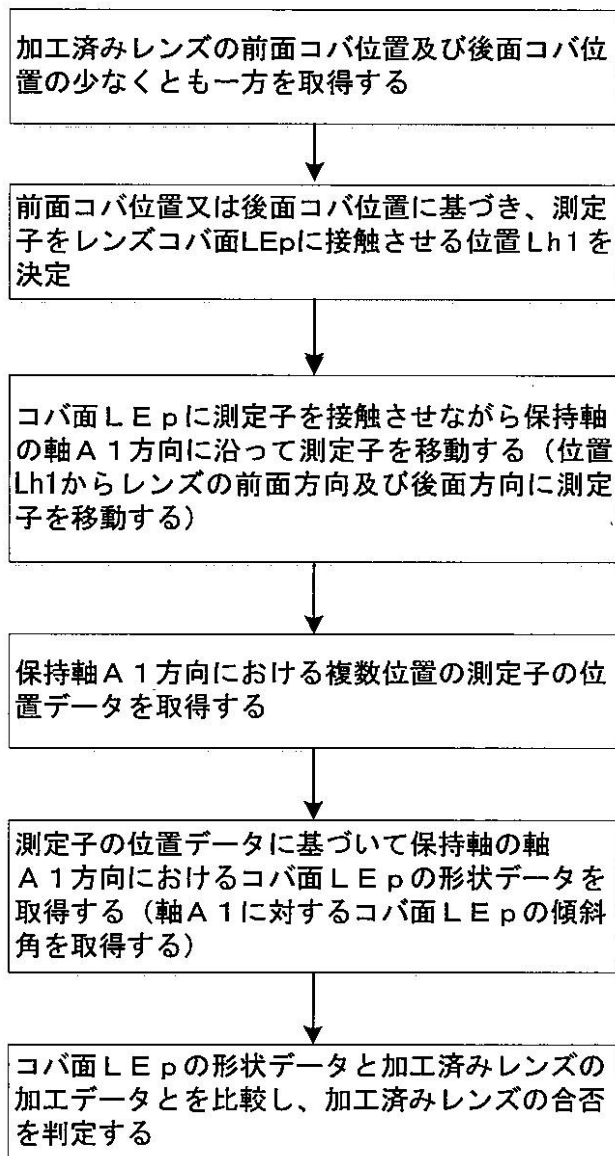 加工済みレンズの前面コバ位置及び後面コバ位
置の少なくとも一方を取得する
前面コバ位置又は後面コバ位置に基づき、測定
子をレンズコバ面LEpに接触させる位置Lh1を
決定
コバ面LEpに測定子を接触させながら保持軸
の軸A1方向に沿って測定子を移動する（位置
Lh1からレンズの前面方向及び後面方向に測定
子を移動する）
保持軸A1方向における複数位置の測定子の位
置データを取得する
測定子の位置データに基づいて保持軸の軸
A1方向におけるコバ面LEpの形状データを
取得する（軸A1に対するコバ面LEpの傾斜
角を取得する）
コバ面LEpの形状データと加工済みレンズの
加工データとを比較し、加工済みレンズの合否
を判定する